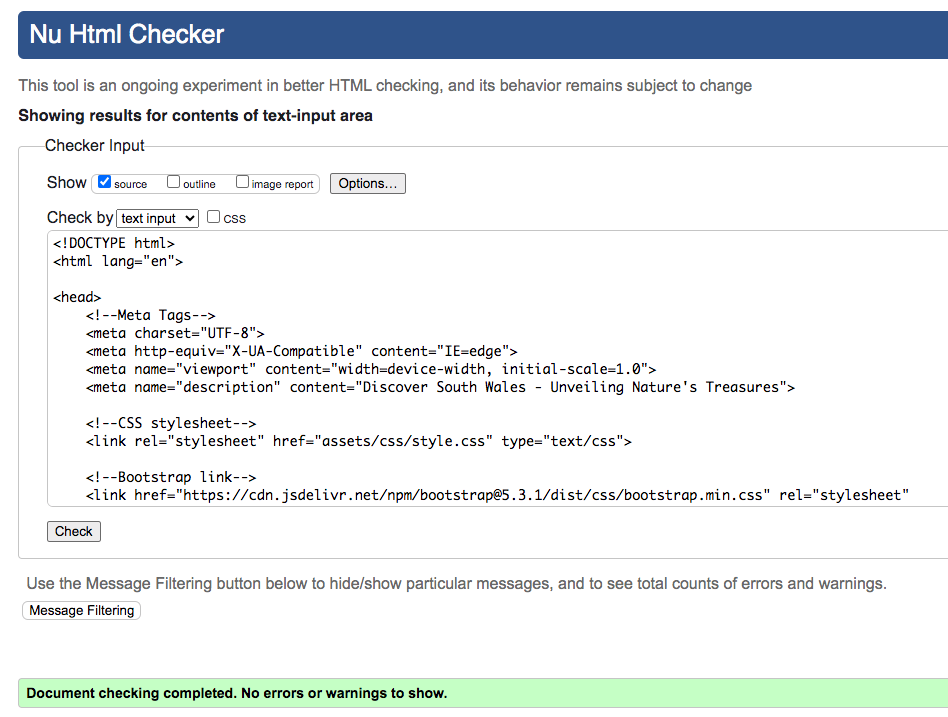 Nu Html Checker
This tool is an ongoing experiment in better HTML checking, and its behavior remains subject to change
Showing results for contents of text-input area
Checker Input
Show source outline image report Options...
Check by text input CSS
<!DOCTYPE html>
<html lang="en">
<head>
<!--Meta Tags-->
<meta charset="UTF-8">
<meta http-equiv="X-UA-Compatible" content="IE=edge">
<meta name="viewport" content="width=device-width, initial-scale=1.0">
<meta name="description" content="Discover South Wales - Unveiling Nature's Treasures">
<!--CSS stylesheet-->
<link rel="stylesheet" href="assets/css/style.css" type="text/css">
<!--Bootstrap link-->
<link href="https://cdn.jsdelivr.net/npm/bootstrap@5.3.1/dist/css/bootstrap.min.css" rel="stylesheet"
Check
Use the Message Filtering button below to hide/show particular messages, and to see total counts of errors and warnings.
Message Filtering
Document checking completed. No errors or warnings to show.